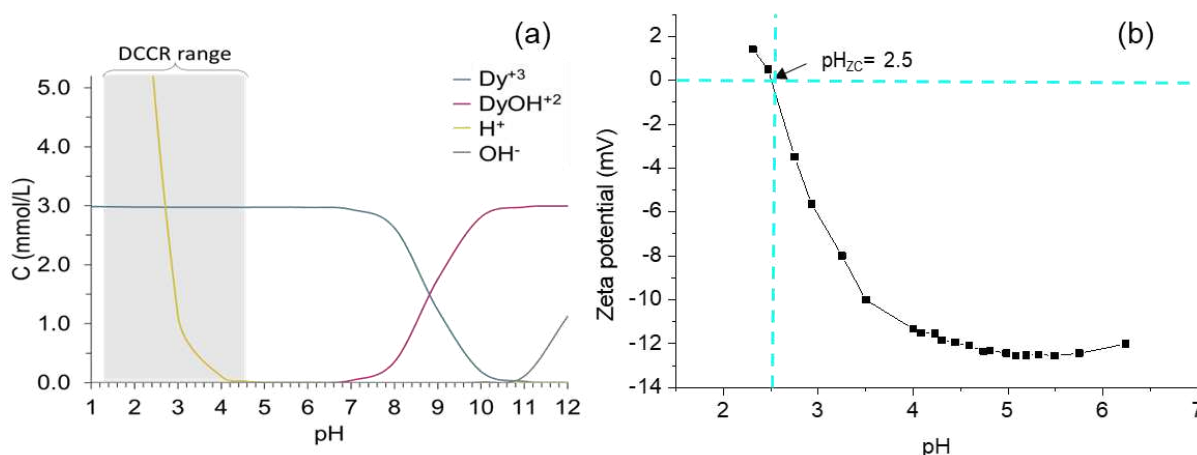 (a)
DCCR range
Dy+3
DyOH+2
H+
OH-
5.0
4.0
3.0
2.0
1.0
0.0
C (mmol/L)
1 2 3 4 5 6 7 8 9 10 11 12
pH
(b)
pHZC= 2.5
2
0
-2
-4
-6
-8
-10
-12
-14
Zeta potential (mV)
2 3 4 5 6 7
pH